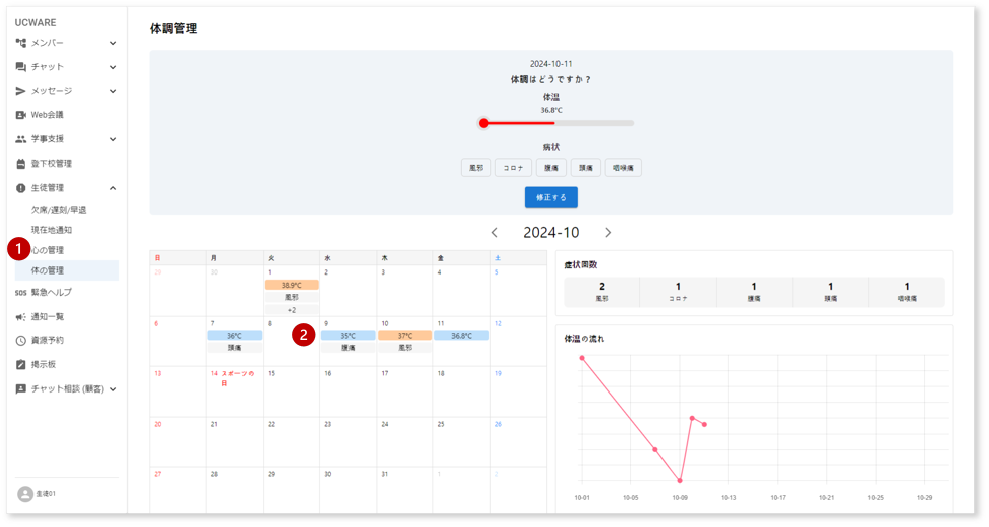 UCWARE
メンバー
チャット
メッセージ
Web会議
学事支援
登下校管理
生徒管理
欠席/遅刻/早退
現在地通知
1
心の管理
体の管理
SOS 緊急ヘルプ
通知一覧
資源予約
掲示板
チャット相談 (顧客)
生徒01
体調管理
2024-10-11
体調はどうですか？
体温
36.8°C
病状
風邪 コロナ 腹痛 頭痛 咽喉痛
修正する
2024-10
日 月 火 水 木 金 土
29 30 1 2 3 4 5
38.9°C
風邪
+2
6 7 8 9 10 11 12
36°C 2 35°C 37°C 36.8°C
頭痛 腹痛 風邪
13 14 スポーツの日 15 16 17 18 19
20 21 22 23 24 25 26
27 28 29 30 31 1 2
症状回数
2 1 1 1 1
風邪 コロナ 腹痛 頭痛 咽喉痛
体温の流れ
10-01 10-05 10-09 10-13 10-17 10-21 10-25 10-29